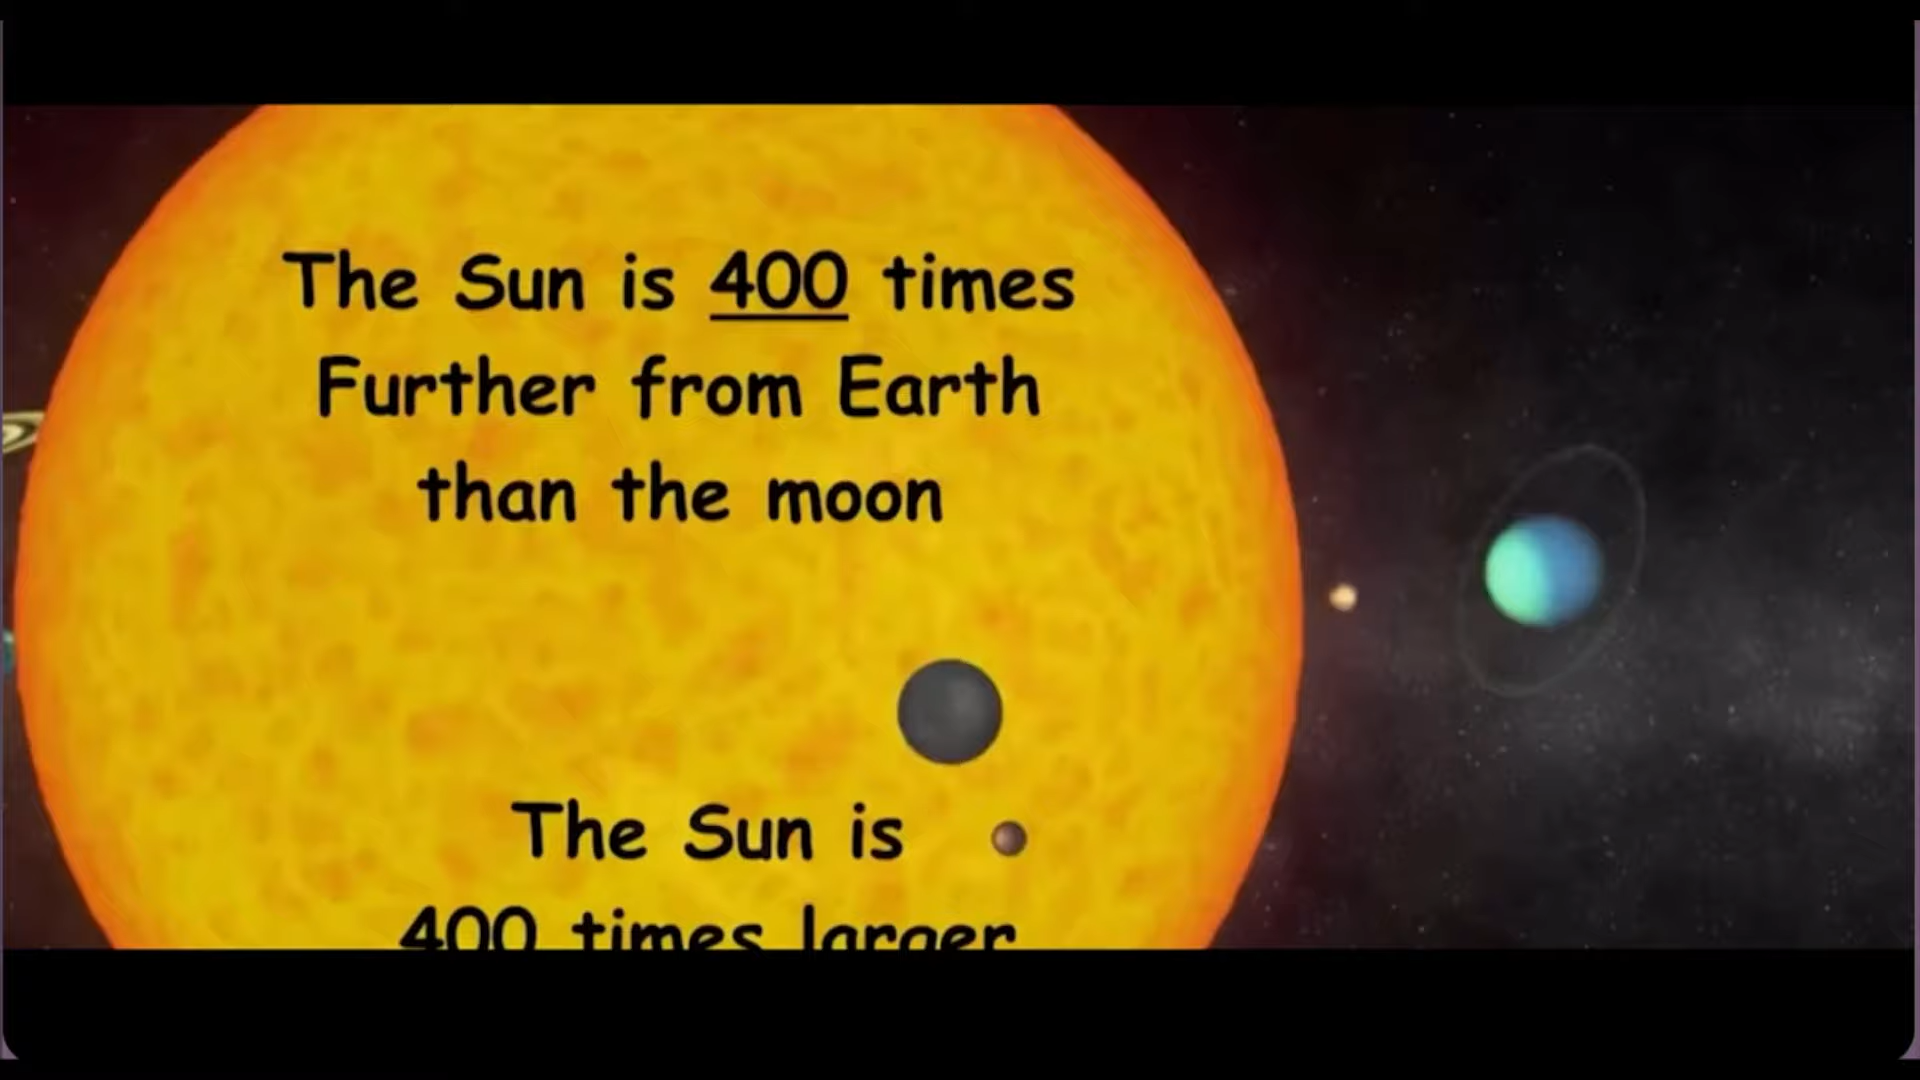 The Sun is 400 times
Further from Earth
than the moon
The Sun is
400 times larger